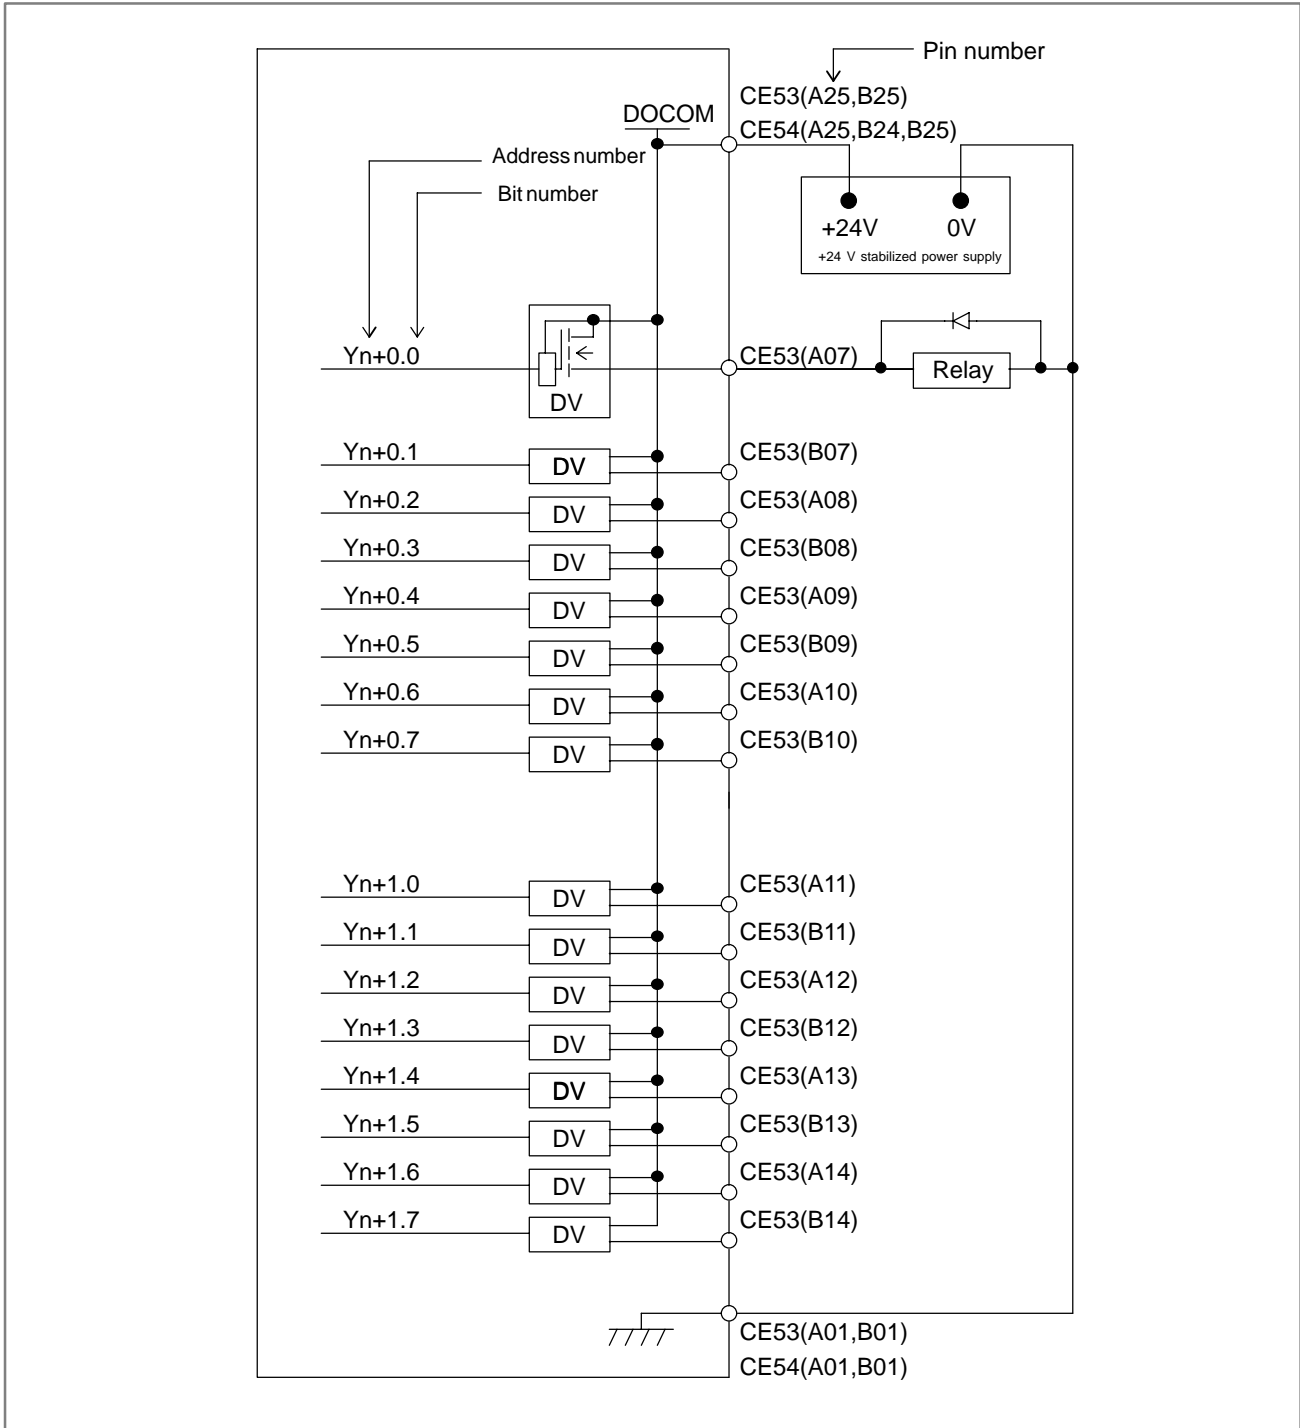 Pin number
CE53(A25,B25)
DOCOM
CE54(A25,B24,B25)
Address number
Bit number
+24V 0V
+24 V stabilized power supply
Yn+0.0 CE53(A07)
Relay
DV
Yn+0.1 DV CE53(B07)
Yn+0.2 DV CE53(A08)
Yn+0.3 DV CE53(B08)
Yn+0.4 DV CE53(A09)
Yn+0.5 DV CE53(B09)
Yn+0.6 DV CE53(A10)
Yn+0.7 DV CE53(B10)
Yn+1.0 DV CE53(A11)
Yn+1.1 DV CE53(B11)
Yn+1.2 DV CE53(A12)
Yn+1.3 DV CE53(B12)
Yn+1.4 DV CE53(A13)
Yn+1.5 DV CE53(B13)
Yn+1.6 DV CE53(A14)
Yn+1.7 DV CE53(B14)
CE53(A01,B01)
CE54(A01,B01)